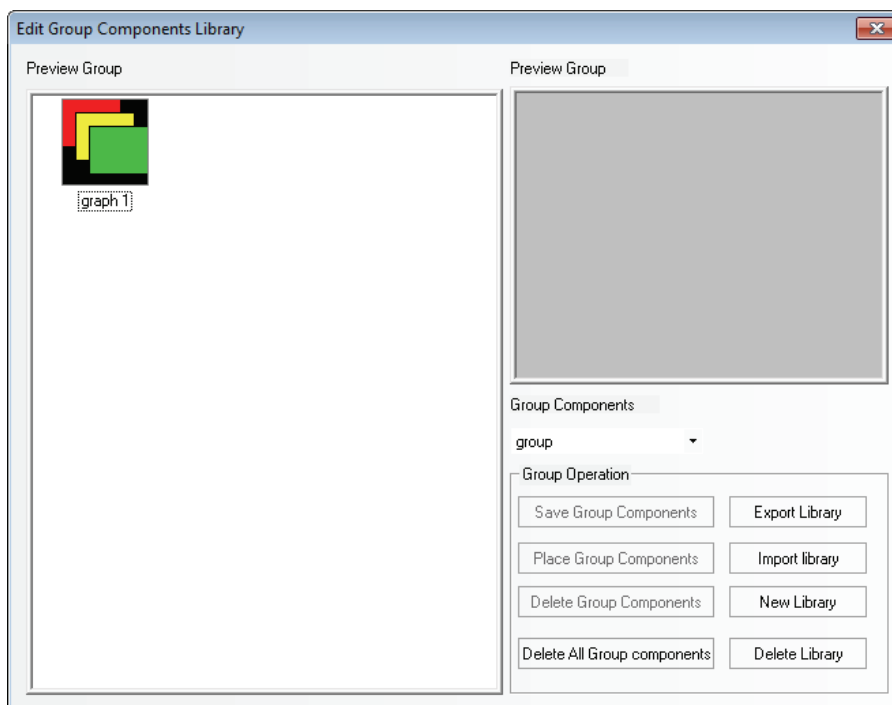 Edit Group Components Library
Preview Group
graph 1
Preview Group
Group Components
group
Group Operation
Save Group Components
Export Library
Place Group Components
Import library
Delete Group Components
New Library
Delete All Group components
Delete Library